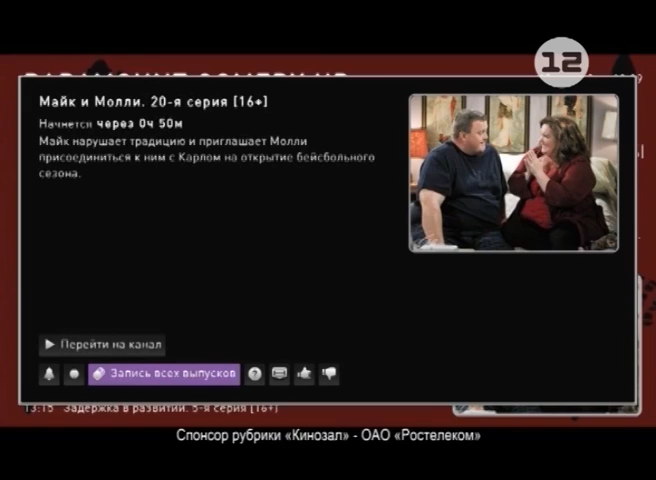 12
Майк и Молли. 20-я серия [16+]
Начнется через 0ч 50м
Майк нарушает традицию и приглашает Молли
присоединиться к ним с Карлом на открытие бейсбольного
сезона.
Перейти на канал
Запись всех выпусков
?
13:15 Задержка в развитии. 5-я серия [16+]
Спонсор рубрики «Кинозал» - ОАО «Ростелеком»